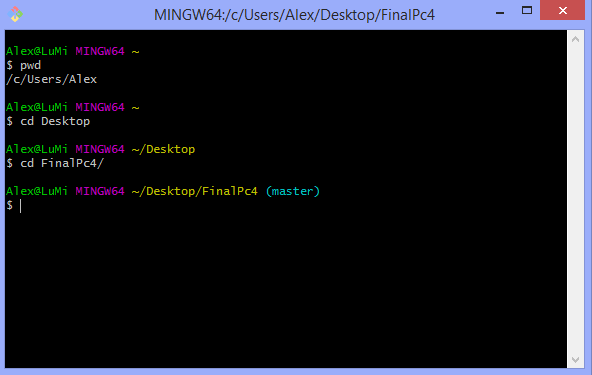 MINGW64:/c/Users/Alex/Desktop/FinalPc4
Alex@LuMi MINGW64 ~
$ pwd
/c/Users/Alex
Alex@LuMi MINGW64 ~
$ cd Desktop
Alex@LuMi MINGW64 ~/Desktop
$ cd FinalPc4/
Alex@LuMi MINGW64 ~/Desktop/FinalPc4 (master)
$